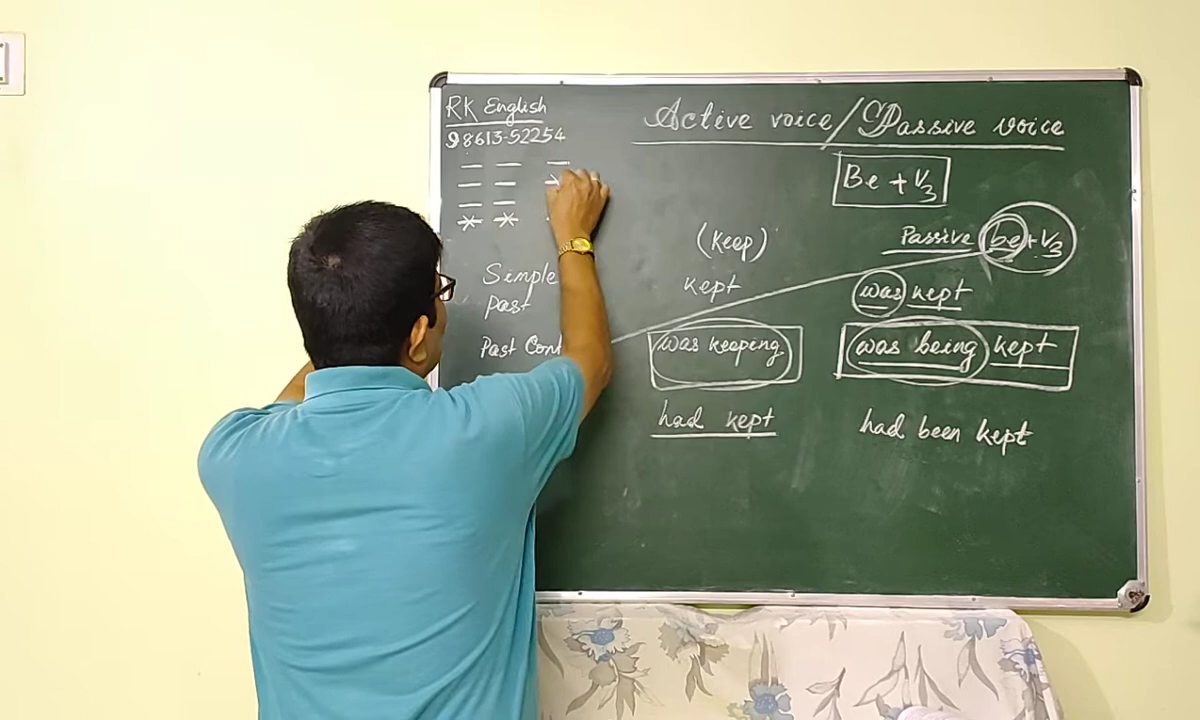 RK English
98613-52254
Active voice/Passive voice
Be + V3
(Keep)
Passive be + V3
Simple Past
kept
was kept
Past Cont
was keeping
was being kept
had kept
had been kept